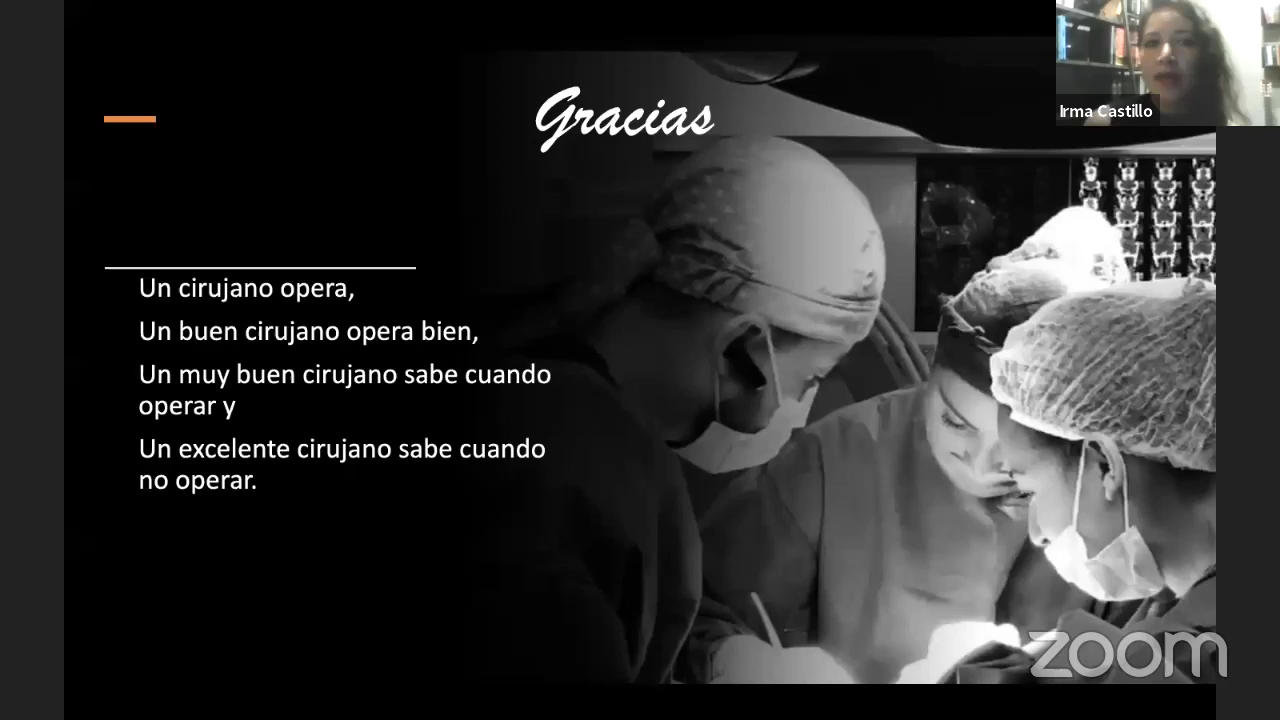 Gracias
Irma Castillo
Un cirujano opera,
Un buen cirujano opera bien,
Un muy buen cirujano sabe cuando
operar y
Un excelente cirujano sabe cuando
no operar.
zoom